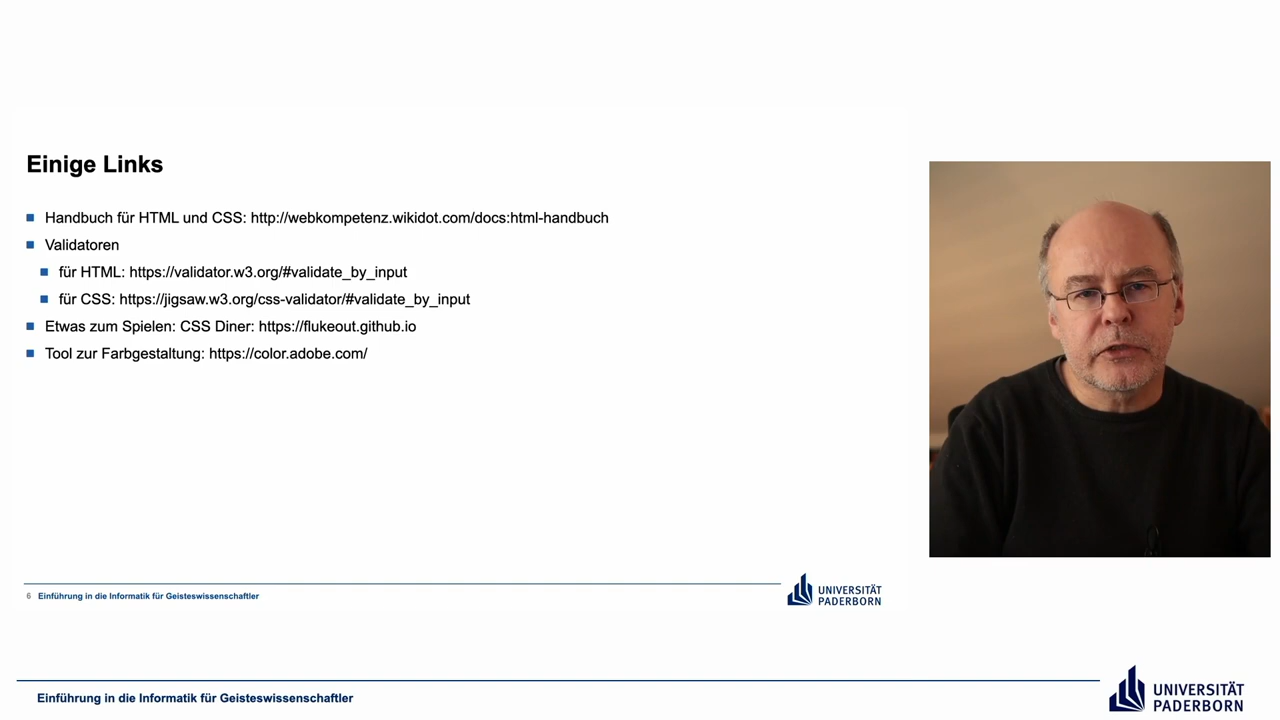 Einige Links
Handbuch für HTML und CSS: http://webkompetenz.wikidot.com/docs:html-handbuch
Validatoren
für HTML: https://validator.w3.org/#validate_by_input
für CSS: https://jigsaw.w3.org/css-validator/#validate_by_input
Etwas zum Spielen: CSS Diner: https://flukeout.github.io
Tool zur Farbgestaltung: https://color.adobe.com/
6 Einführung in die Informatik für Geisteswissenschaftler
UNIVERSITÄT
PADERBORN
Einführung in die Informatik für Geisteswissenschaftler
UNIVERSITÄT
PADERBORN